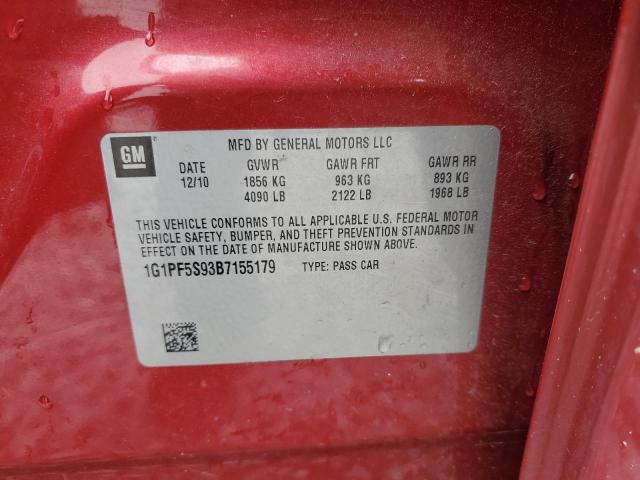 GM
MFD BY GENERAL MOTORS LLC
DATE GVWR GAWR FRT GAWR RR
12/10 1856 KG 963 KG 893 KG
4090 LB 2122 LB 1968 LB
THIS VEHICLE CONFORMS TO ALL APPLICABLE U.S. FEDERAL MOTOR
VEHICLE SAFETY, BUMPER, AND THEFT PREVENTION STANDARDS IN
EFFECT ON THE DATE OF MANUFACTURE SHOWN ABOVE.
1G1PF5S93B7155179 TYPE: PASS CAR